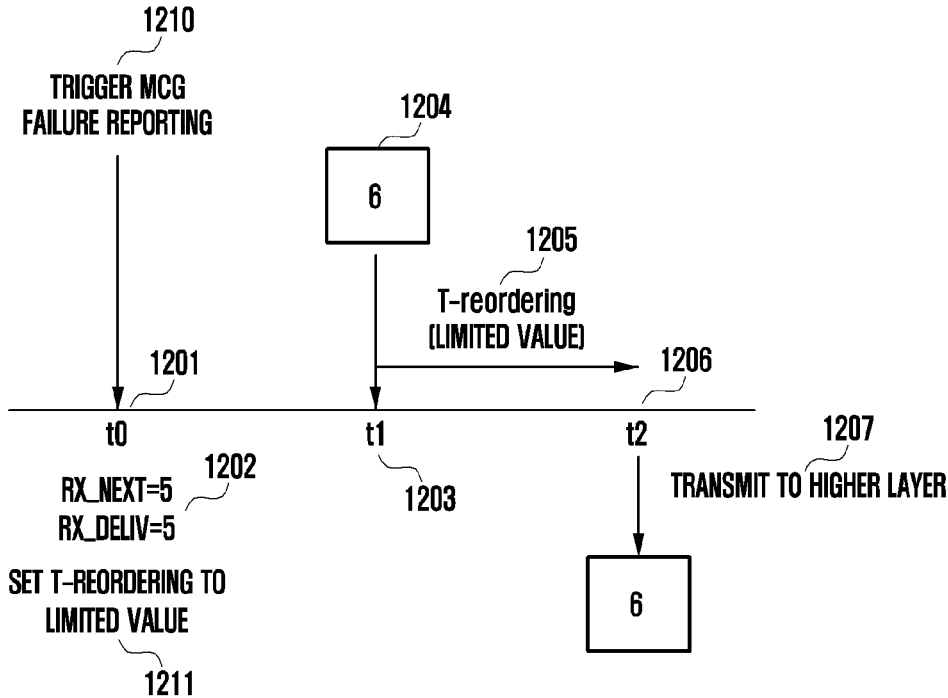 1210
TRIGGER MCG
FAILURE REPORTING
1204
6
1205
T-reordering
(LIMITED VALUE)
1201
1206
t0
t1
t2
1207
TRANSMIT TO HIGHER LAYER
1202
RX_NEXT=5
RX_DELIV=5
1203
SET T-REORDERING TO
LIMITED VALUE
6
1211